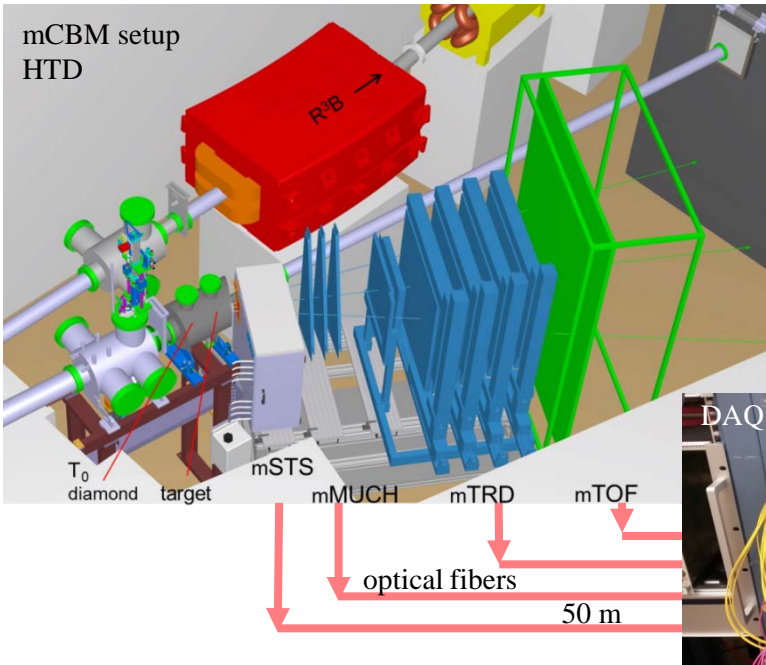 mCBM setup
HTD
R³B
T₀
diamond
target
mSTS
mMUCH
mTRD
mTOF
DAQ
optical fibers
50 m